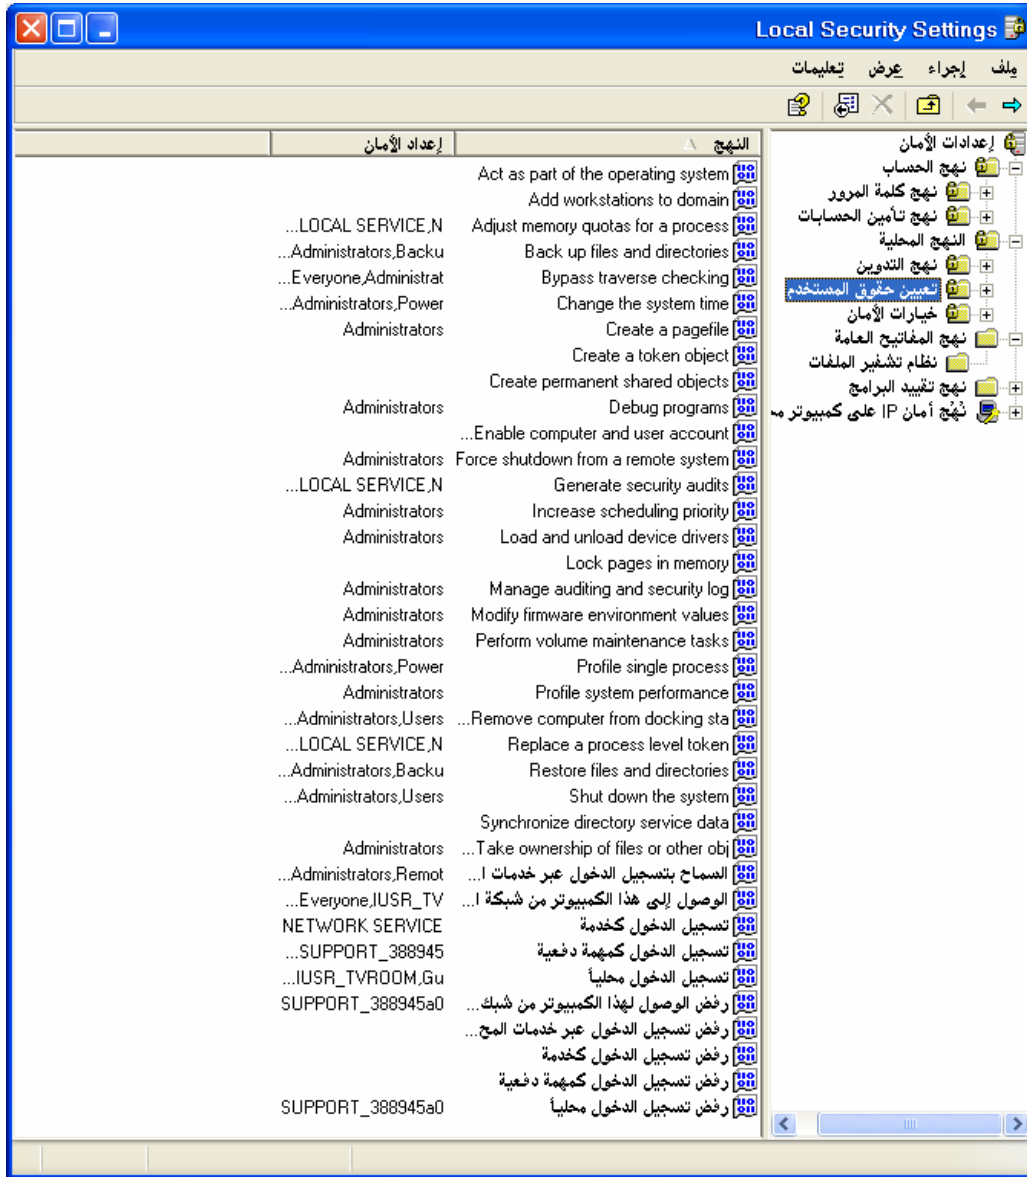 Local Security Settings
ملف إجراء عرض تعليمات
إعدادات الأمان
نهج الحساب
نهج كلمة المرور
نهج تأمين الحسابات
النهج المحلية
نهج التدوين
تعيين حقوق المستخدم
خيارات الأمان
نهج المفاتيح العامة
نظام تشفير الملفات
نهج تقييد البرامج
نُهُج أمان IP على كمبيوتر مح
النهج إعداد الأمان
Act as part of the operating system
Add workstations to domain
Adjust memory quotas for a process LOCAL SERVICE,N...
Back up files and directories Administrators,Backu...
Bypass traverse checking Everyone,Administrat...
Change the system time Administrators,Power...
Create a pagefile Administrators
Create a token object
Create permanent shared objects
Debug programs Administrators
Enable computer and user account...
Force shutdown from a remote system Administrators
Generate security audits LOCAL SERVICE,N...
Increase scheduling priority Administrators
Load and unload device drivers Administrators
Lock pages in memory
Manage auditing and security log Administrators
Modify firmware environment values Administrators
Perform volume maintenance tasks Administrators
Profile single process Administrators,Power...
Profile system performance Administrators
Remove computer from docking sta... Administrators,Users...
Replace a process level token LOCAL SERVICE,N...
Restore files and directories Administrators,Backu...
Shut down the system Administrators,Users...
Synchronize directory service data
Take ownership of files or other obj... Administrators
السماح بتسجيل الدخول عبر خدمات ا... Administrators,Remot...
الوصول إلى هذا الكمبيوتر من شبكة ا... Everyone,IUSR_TV...
تسجيل الدخول كخدمة NETWORK SERVICE
تسجيل الدخول كمهمة دفعية SUPPORT_388945...
تسجيل الدخول محلياً IUSR_TVROOM,Gu...
رفض الوصول لهذا الكمبيوتر من شبك... SUPPORT_388945a0
رفض تسجيل الدخول عبر خدمات المح...
رفض تسجيل الدخول كخدمة
رفض تسجيل الدخول كمهمة دفعية
رفض تسجيل الدخول محلياً SUPPORT_388945a0